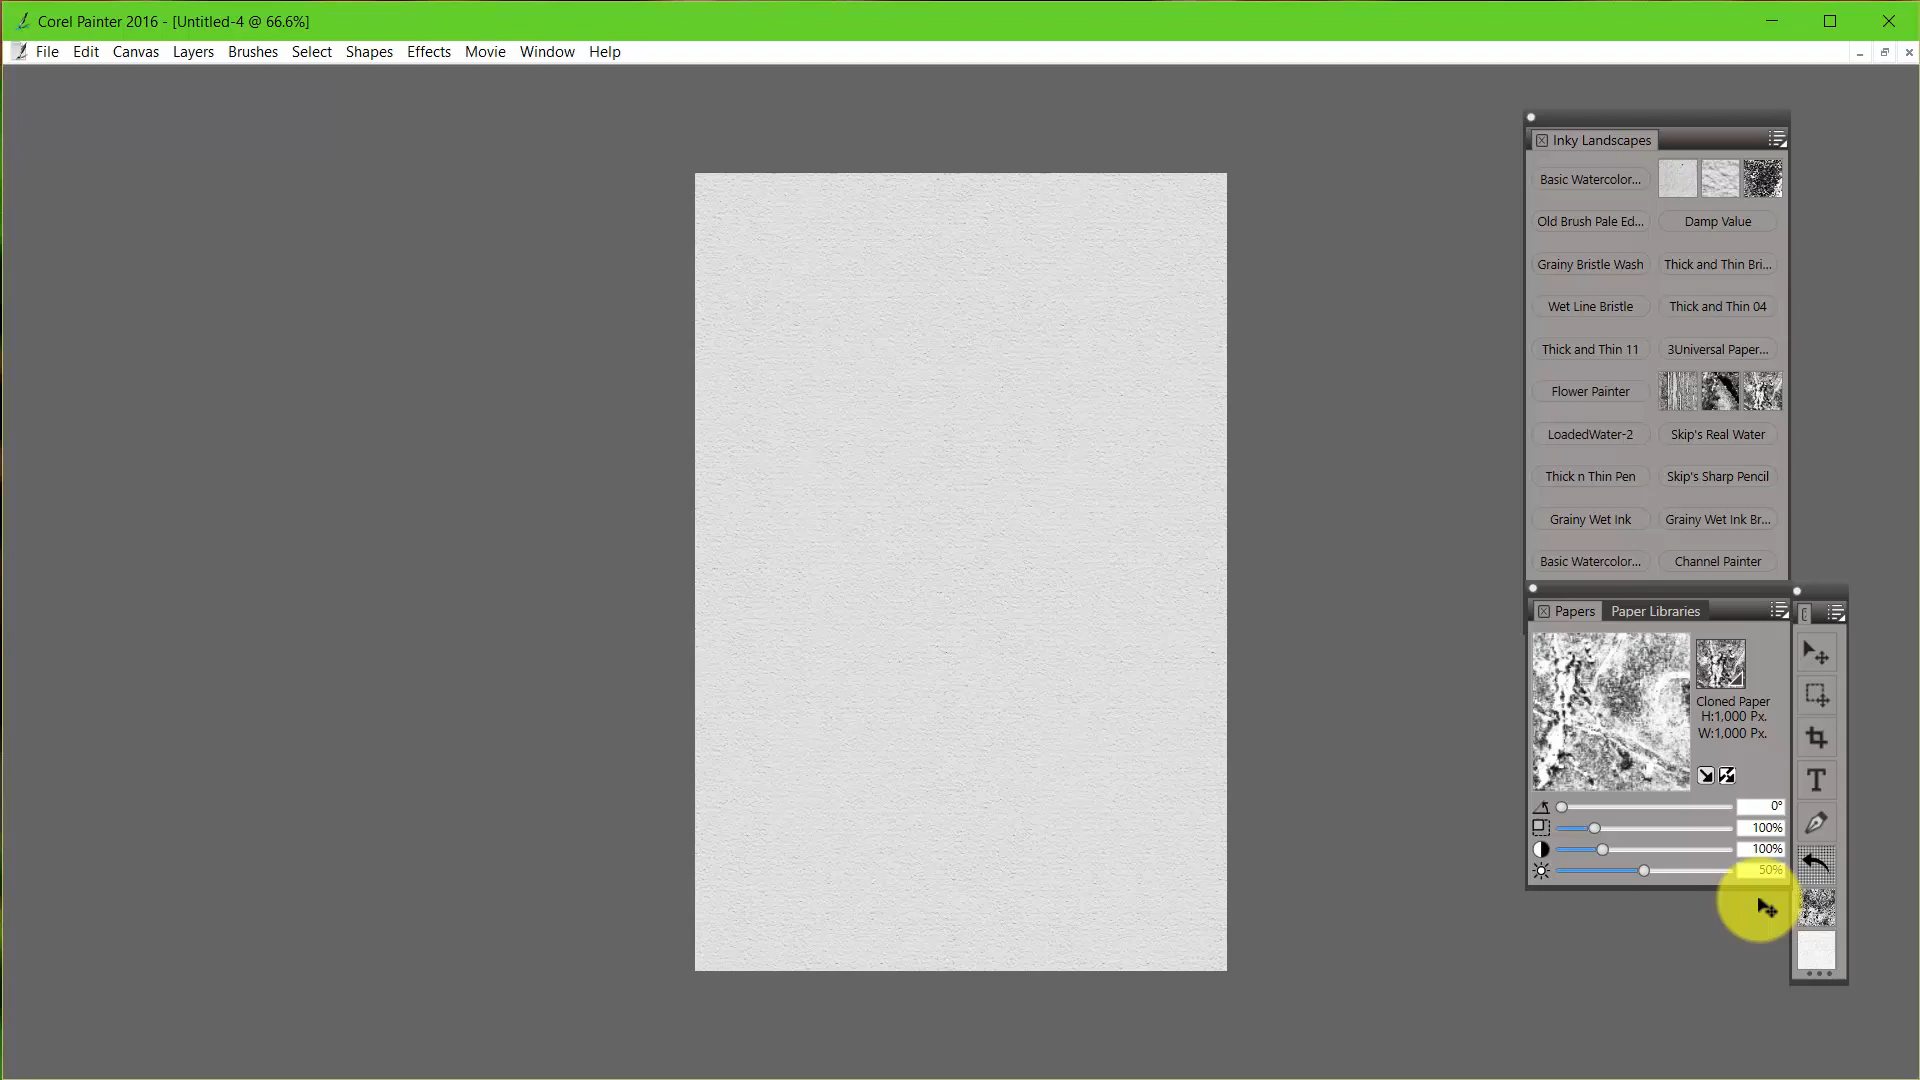 Corel Painter 2016 - [Untitled-4 @ 66.6%]
File Edit Canvas Layers Brushes Select Shapes Effects Movie Window Help
Inky Landscapes
Basic Watercolor...
Old Brush Pale Ed... Damp Value
Grainy Bristle Wash Thick and Thin Bri...
Wet Line Bristle Thick and Thin 04
Thick and Thin 11 3Universal Paper...
Flower Painter
LoadedWater-2 Skip's Real Water
Thick n Thin Pen Skip's Sharp Pencil
Grainy Wet Ink Grainy Wet Ink Br...
Basic Watercolor... Channel Painter
Papers Paper Libraries
Cloned Paper
H:1,000 Px.
W:1,000 Px.
0°
100%
100%
50%